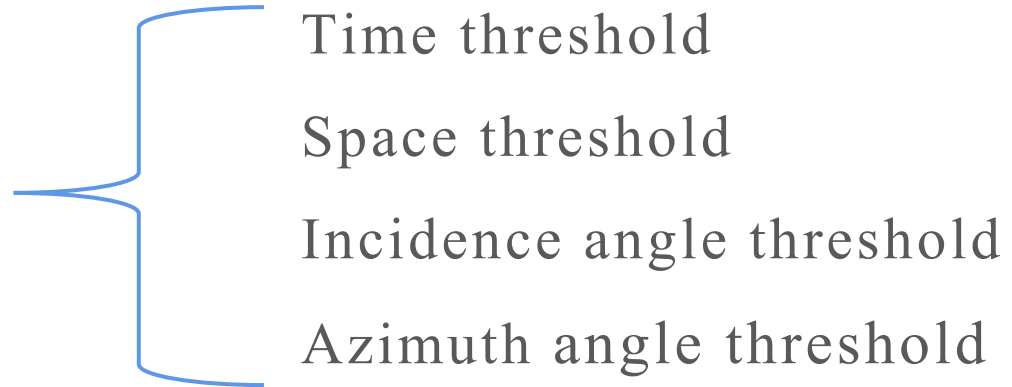 Time threshold
Space threshold
Incidence angle threshold
Azimuth angle threshold